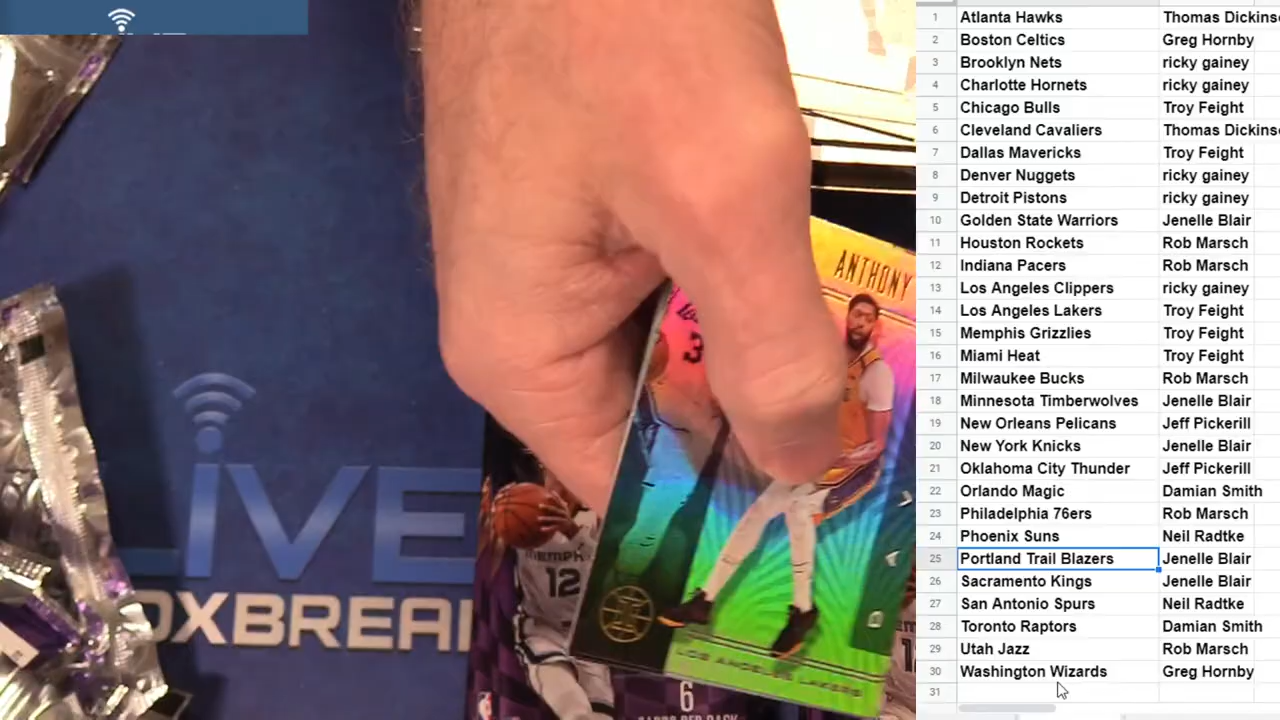 1 Atlanta Hawks Thomas Dickins
2 Boston Celtics Greg Hornby
3 Brooklyn Nets ricky gainey
4 Charlotte Hornets ricky gainey
5 Chicago Bulls Troy Feight
6 Cleveland Cavaliers Thomas Dickins
7 Dallas Mavericks Troy Feight
8 Denver Nuggets ricky gainey
9 Detroit Pistons ricky gainey
10 Golden State Warriors Jenelle Blair
11 Houston Rockets Rob Marsch
12 Indiana Pacers Rob Marsch
13 Los Angeles Clippers ricky gainey
14 Los Angeles Lakers Troy Feight
15 Memphis Grizzlies Troy Feight
16 Miami Heat Troy Feight
17 Milwaukee Bucks Rob Marsch
18 Minnesota Timberwolves Jenelle Blair
19 New Orleans Pelicans Jeff Pickerill
20 New York Knicks Jenelle Blair
21 Oklahoma City Thunder Jeff Pickerill
22 Orlando Magic Damian Smith
23 Philadelphia 76ers Rob Marsch
24 Phoenix Suns Neil Radtke
25 Portland Trail Blazers Jenelle Blair
26 Sacramento Kings Jenelle Blair
27 San Antonio Spurs Neil Radtke
28 Toronto Raptors Damian Smith
29 Utah Jazz Rob Marsch
30 Washington Wizards Greg Hornby
31
ANTHONY
3
MEMPH
12
LOS ANGELES LAKERS
6
CARDS PER PACK
LIVE
OXBREA